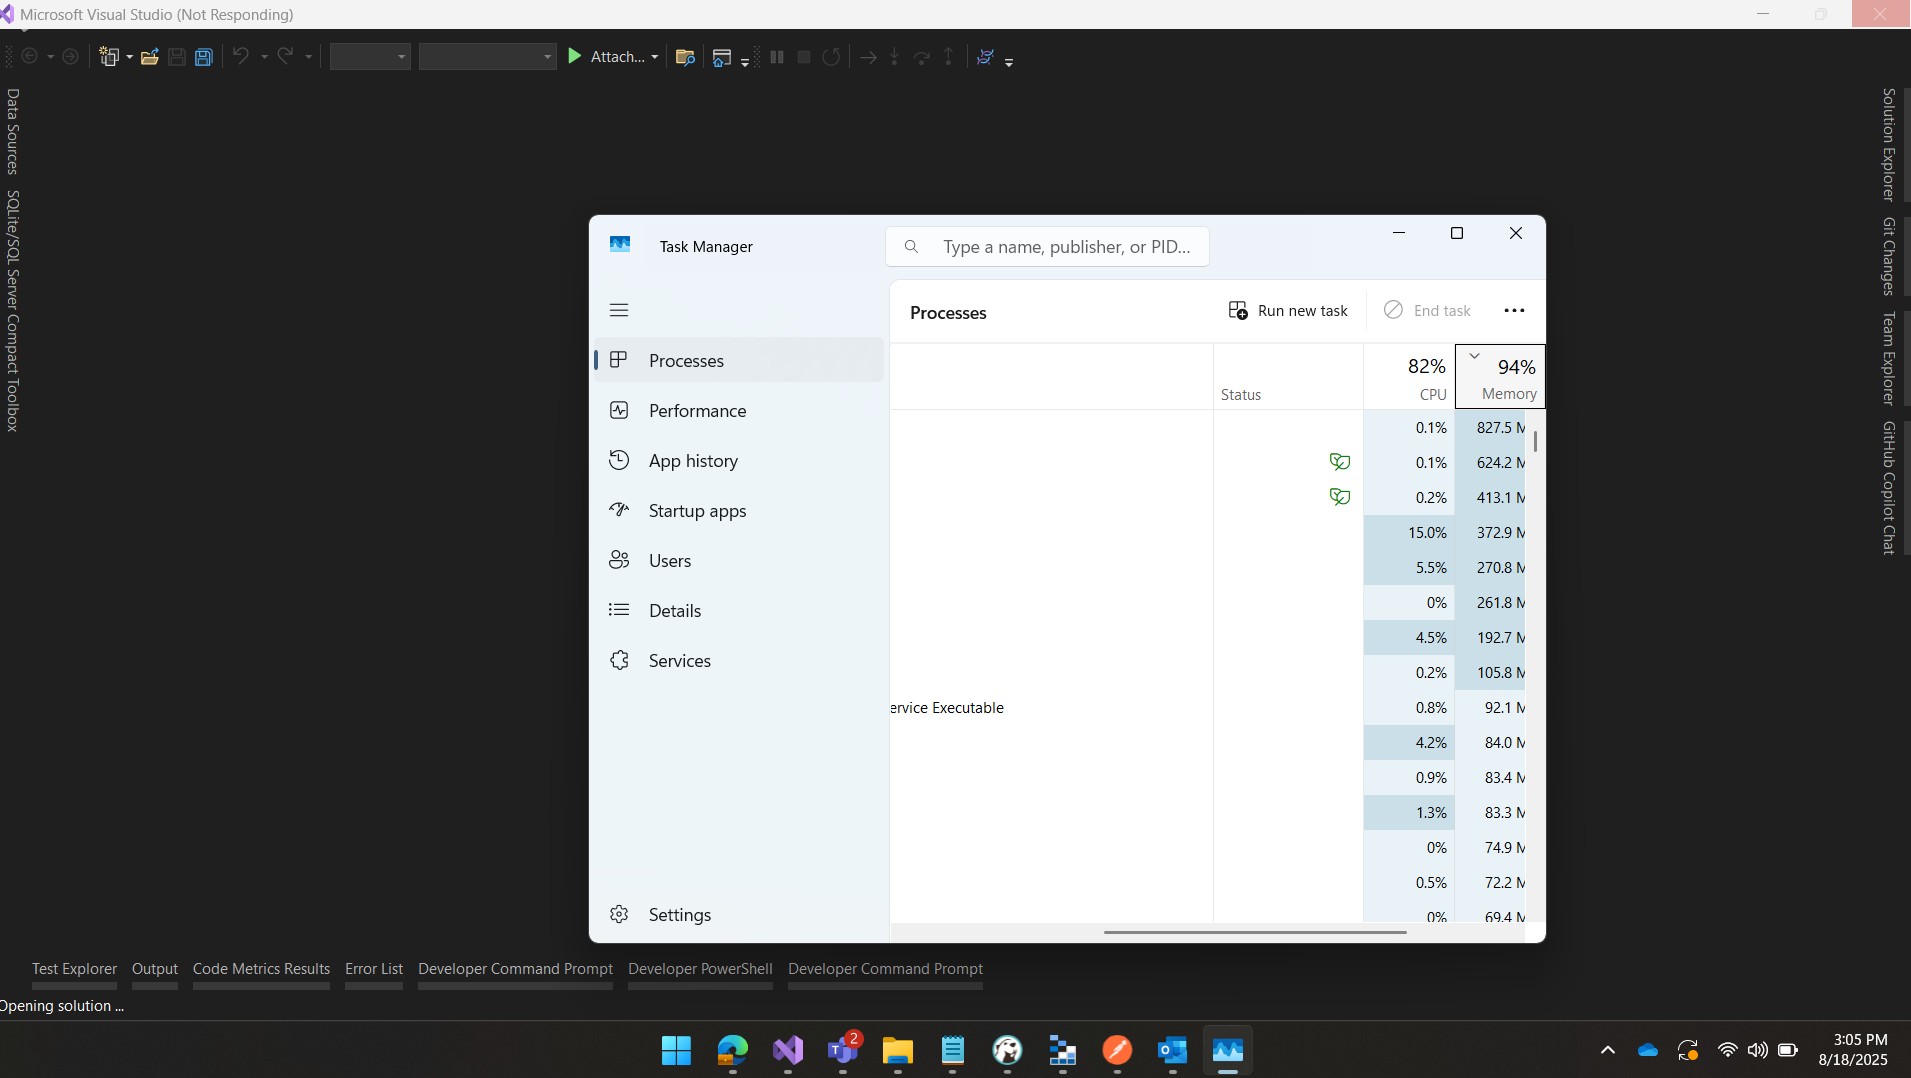 Microsoft Visual Studio (Not Responding)
Attach...
Data Sources
SQLite/SQL Server Compact Toolbox
Solution Explorer
Git Changes
Team Explorer
GitHub Copilot Chat
Task Manager
Type a name, publisher, or PID...
Processes
Run new task
End task
Processes
Performance
App history
Startup apps
Users
Details
Services
Settings
82% 94%
Status CPU Memory
0.1% 827.5 M
0.1% 624.2 M
0.2% 413.1 M
15.0% 372.9 M
5.5% 270.8 M
0% 261.8 M
4.5% 192.7 M
0.2% 105.8 M
ervice Executable 0.8% 92.1 M
4.2% 84.0 M
0.9% 83.4 M
1.3% 83.3 M
0% 74.9 M
0.5% 72.2 M
0% 69.4 M
Test Explorer Output Code Metrics Results Error List Developer Command Prompt Developer PowerShell Developer Command Prompt
Opening solution ...
2
3:05 PM
8/18/2025